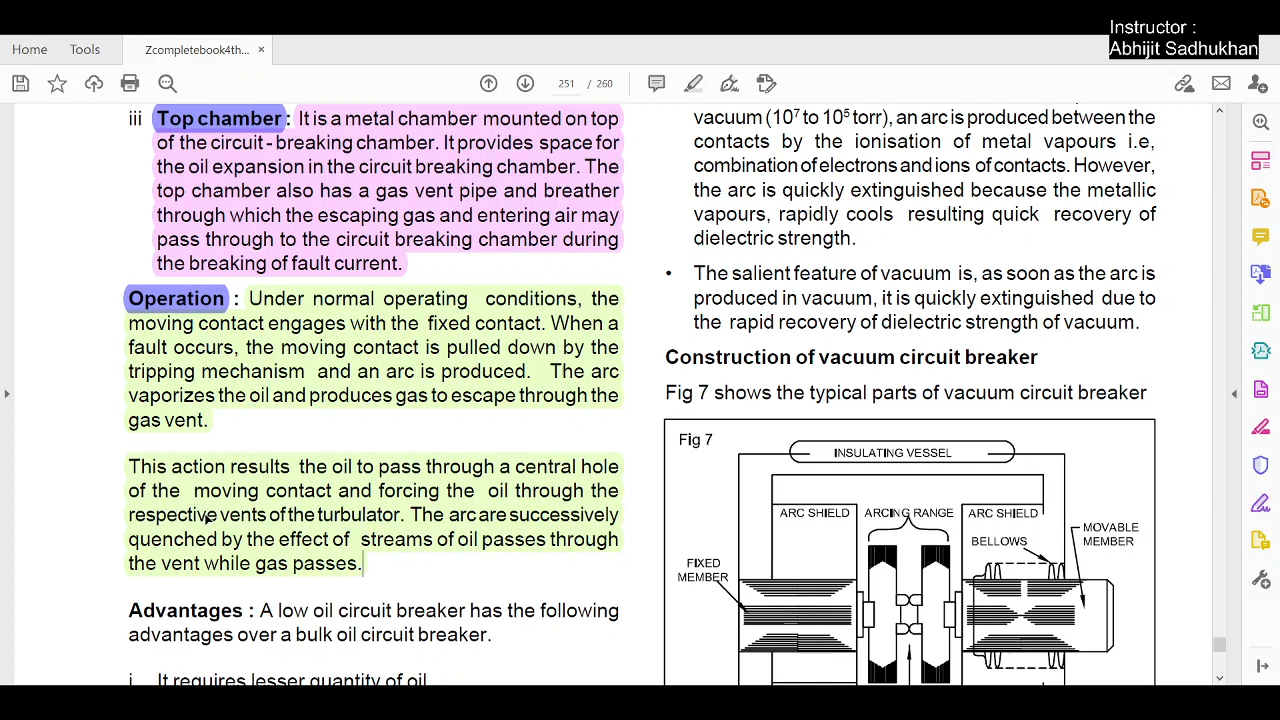 Instructor :
Abhijit Sadhukhan
Home Tools Zcompletebook4th... ×
251 / 260
iii Top chamber : It is a metal chamber mounted on top
of the circuit - breaking chamber. It provides space for
the oil expansion in the circuit breaking chamber. The
top chamber also has a gas vent pipe and breather
through which the escaping gas and entering air may
pass through to the circuit breaking chamber during
the breaking of fault current.
Operation : Under normal operating conditions, the
moving contact engages with the fixed contact. When a
fault occurs, the moving contact is pulled down by the
tripping mechanism and an arc is produced. The arc
vaporizes the oil and produces gas to escape through the
gas vent.
This action results the oil to pass through a central hole
of the moving contact and forcing the oil through the
respective vents of the turbulator. The arc are successively
quenched by the effect of streams of oil passes through
the vent while gas passes.
Advantages : A low oil circuit breaker has the following
advantages over a bulk oil circuit breaker.
i It requires lesser quantity of oil
vacuum (10⁷ to 10⁵ torr), an arc is produced between the
contacts by the ionisation of metal vapours i.e,
combination of electrons and ions of contacts. However,
the arc is quickly extinguished because the metallic
vapours, rapidly cools resulting quick recovery of
dielectric strength.
• The salient feature of vacuum is, as soon as the arc is
produced in vacuum, it is quickly extinguished due to
the rapid recovery of dielectric strength of vacuum.
Construction of vacuum circuit breaker
Fig 7 shows the typical parts of vacuum circuit breaker
Fig 7
INSULATING VESSEL
ARC SHIELD
ARCING RANGE
ARC SHIELD
BELLOWS
MOVABLE
MEMBER
FIXED
MEMBER